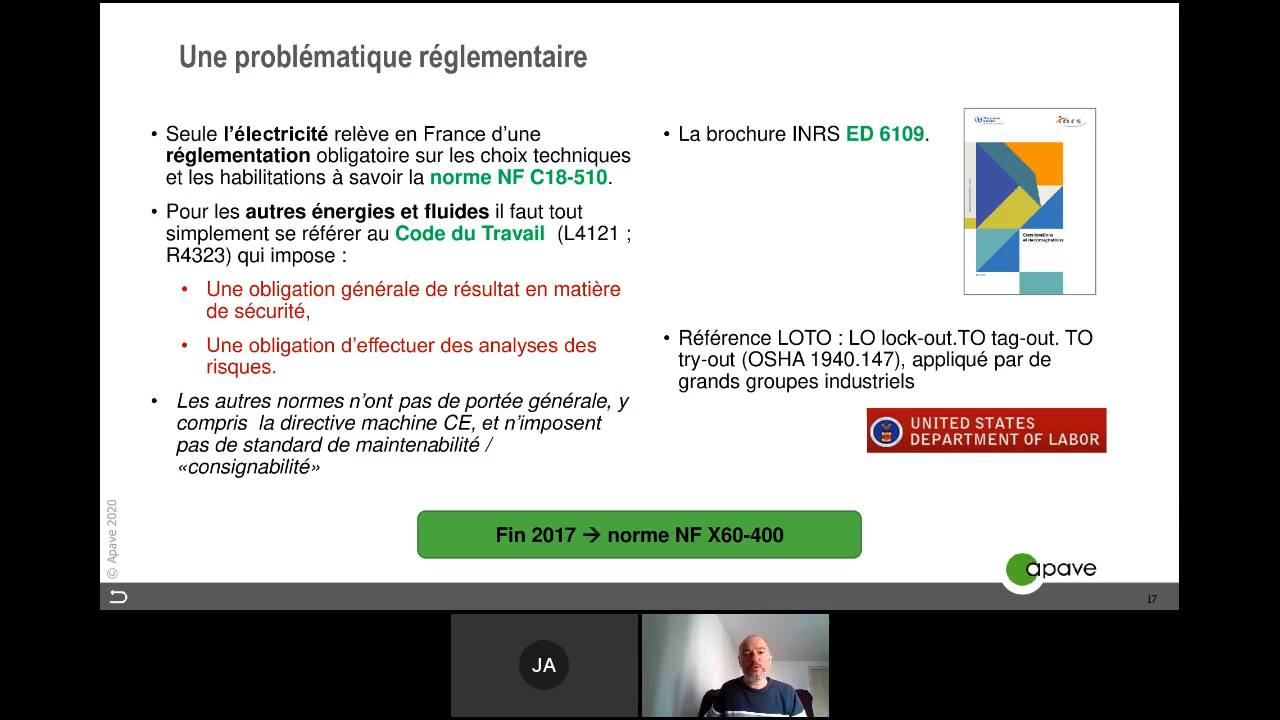 Une problématique réglementaire
• Seule l’électricité relève en France d’une
réglementation obligatoire sur les choix techniques
et les habilitations à savoir la norme NF C18-510.
• Pour les autres énergies et fluides il faut tout
simplement se référer au Code du Travail (L4121 ;
R4323) qui impose :
• Une obligation générale de résultat en matière
de sécurité,
• Une obligation d’effectuer des analyses des
risques.
• Les autres normes n’ont pas de portée générale, y
compris la directive machine CE, et n’imposent
pas de standard de maintenabilité /
«consignabilité»
• La brochure INRS ED 6109.
inrs
Consignations
et déconsignations
• Référence LOTO : LO lock-out.TO tag-out. TO
try-out (OSHA 1940.147), appliqué par de
grands groupes industriels
UNITED STATES
DEPARTMENT OF LABOR
Fin 2017 → norme NF X60-400
© Apave 2020
apave
17
JA